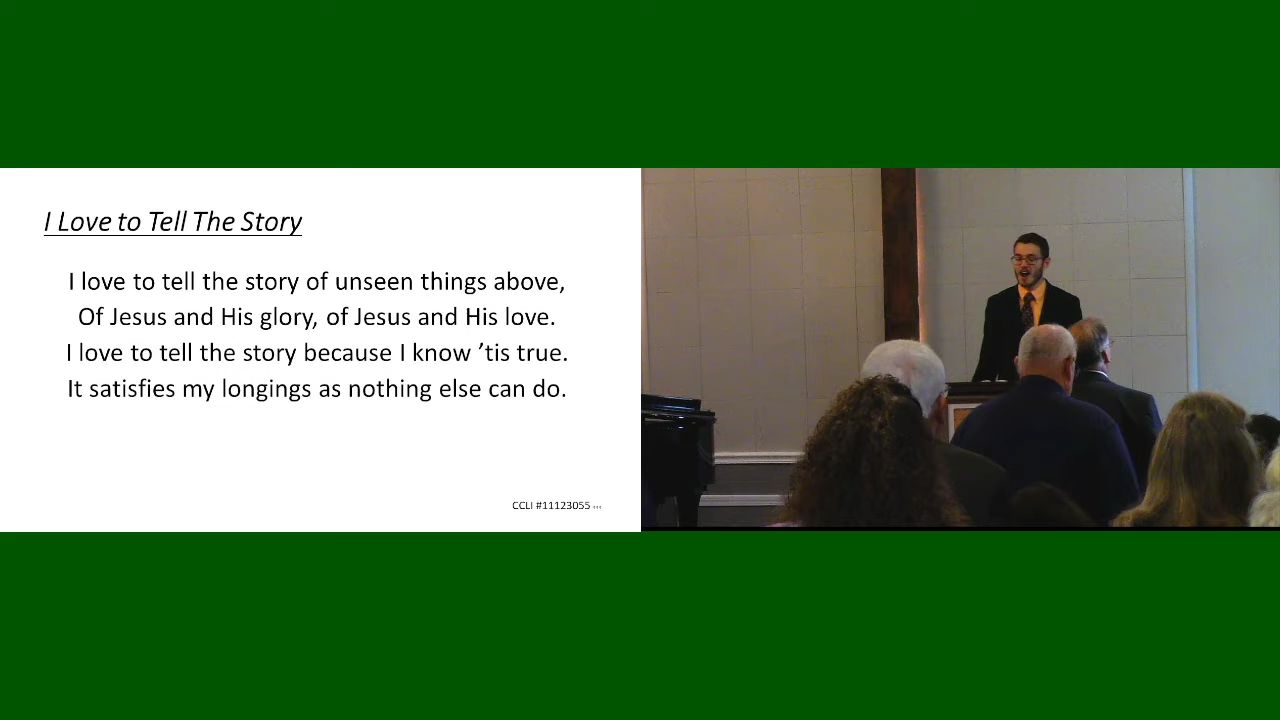 I Love to Tell The Story
I love to tell the story of unseen things above,
Of Jesus and His glory, of Jesus and His love.
I love to tell the story because I know ’tis true.
It satisfies my longings as nothing else can do.
CCLI #11123055